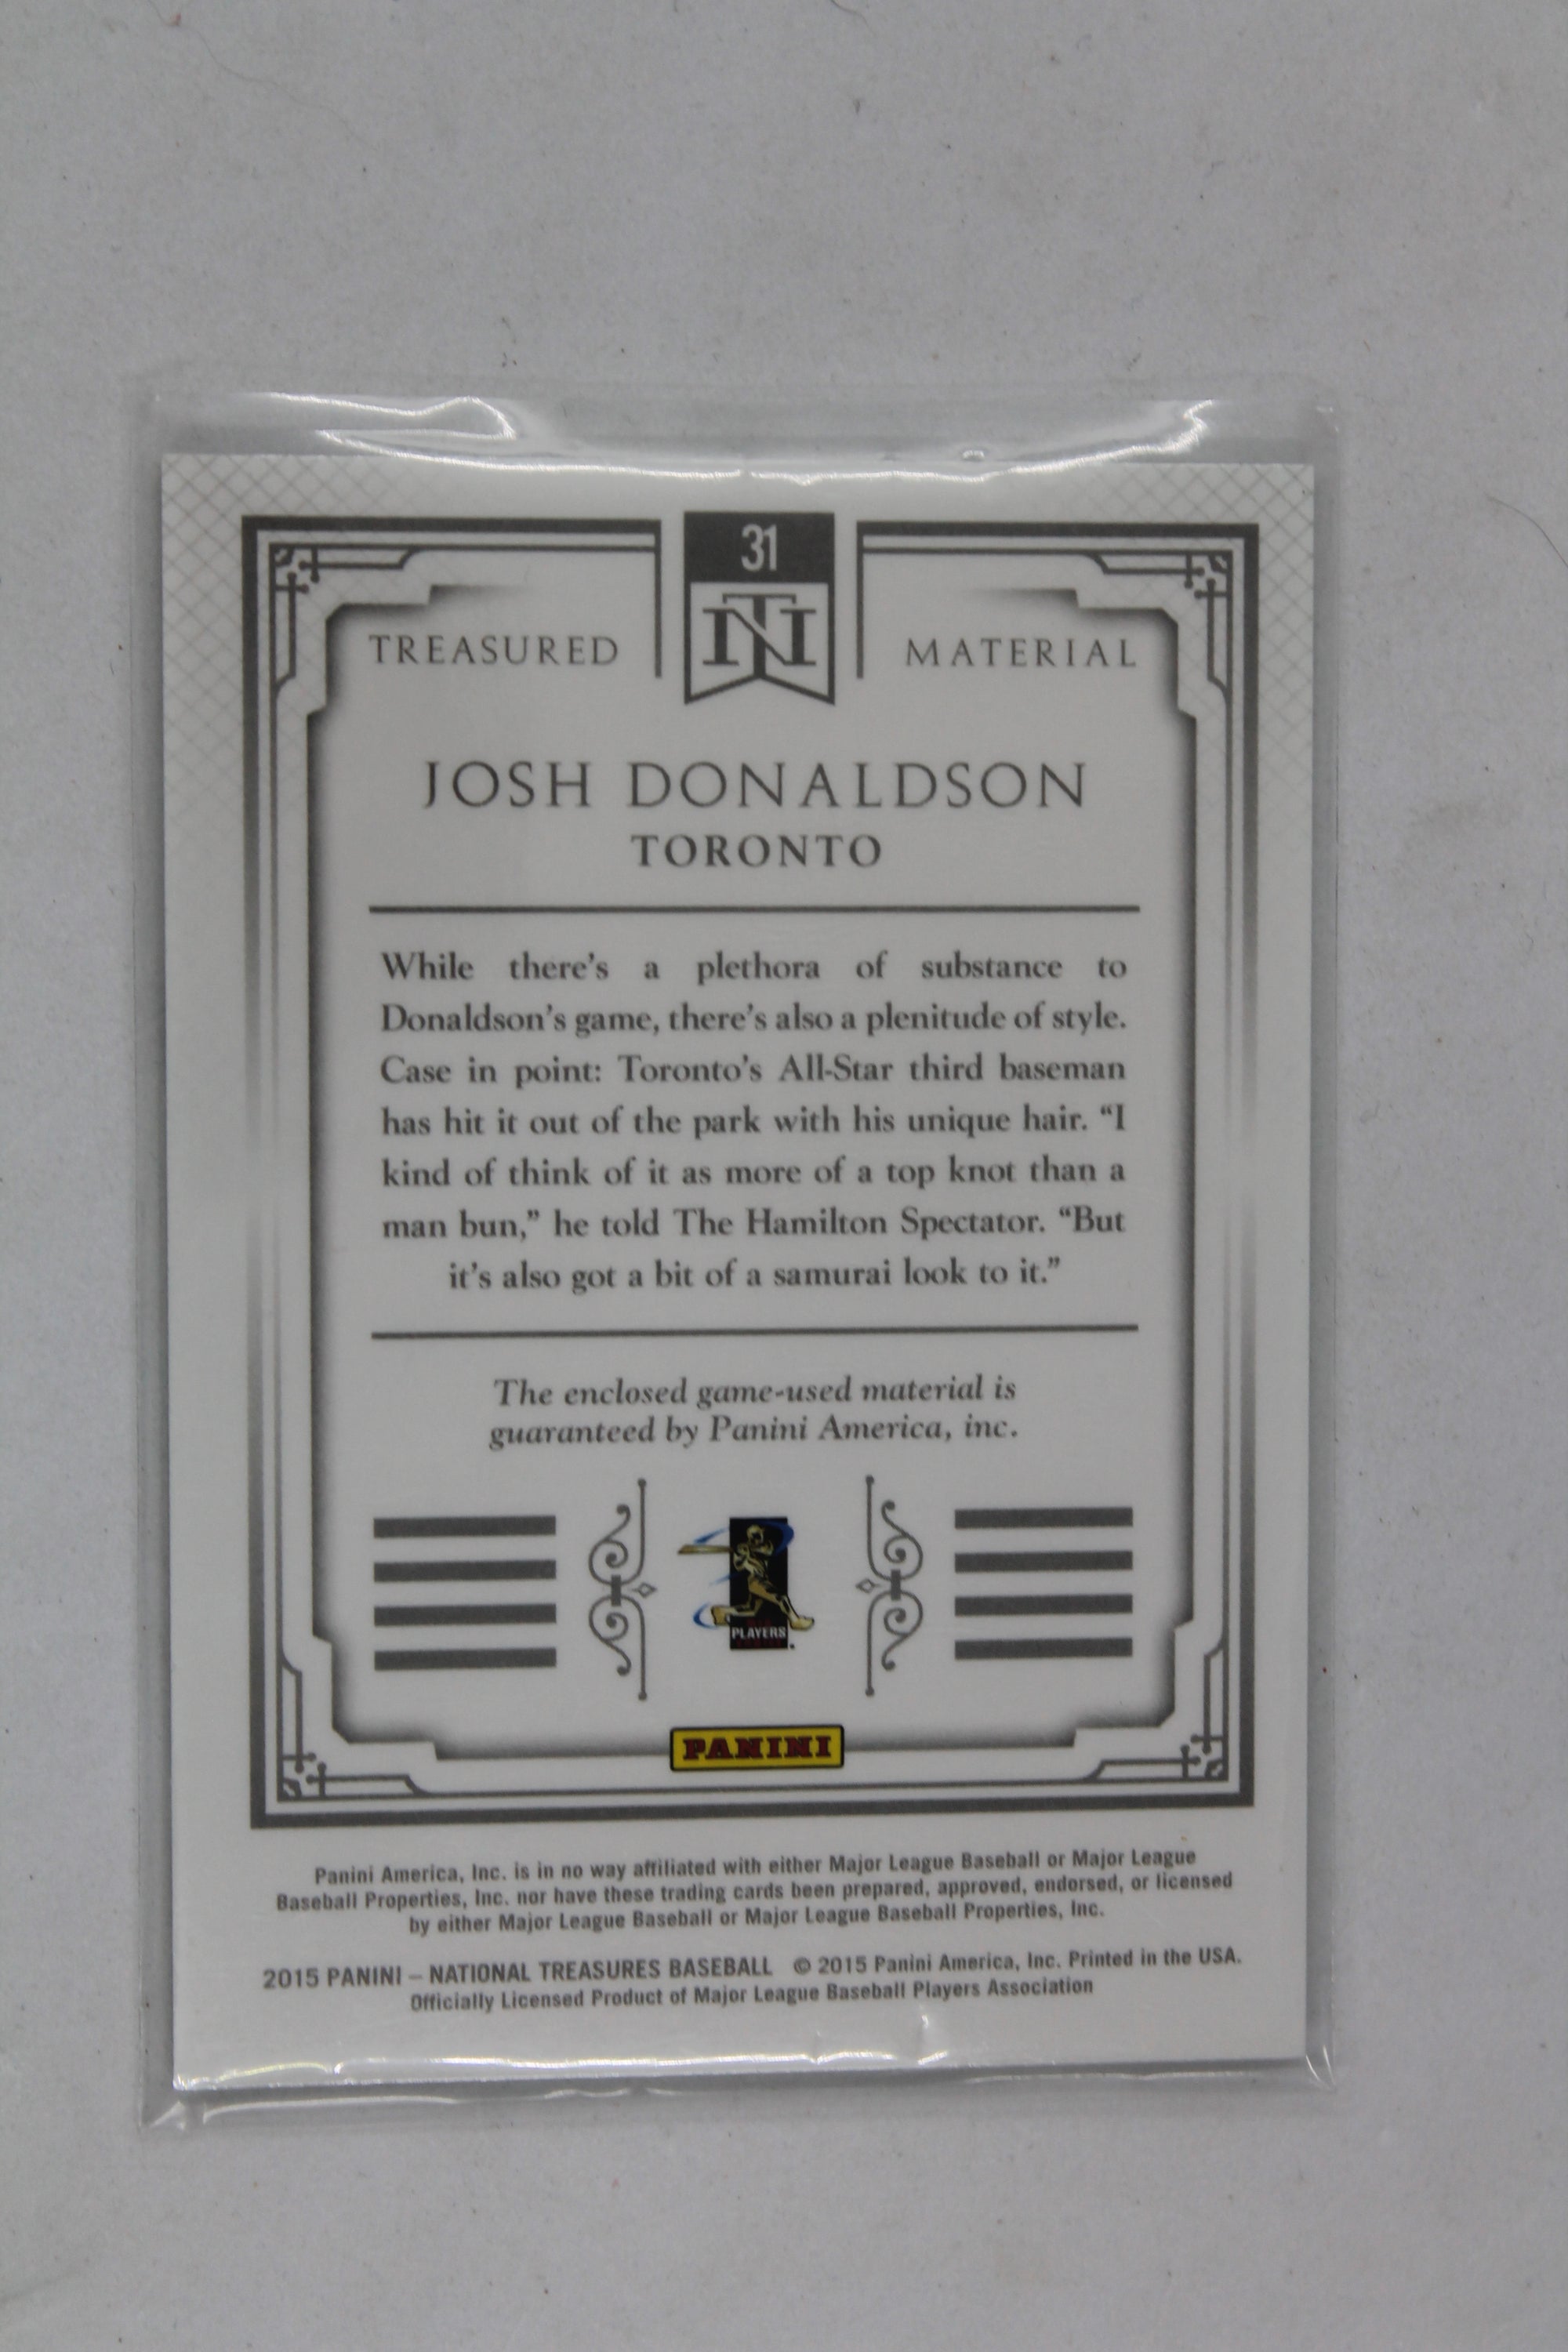 31
NT
TREASURED MATERIAL
JOSH DONALDSON
TORONTO
While there's a plethora of substance to
Donaldson's game, there's also a plenitude of style.
Case in point: Toronto's All-Star third baseman
has hit it out of the park with his unique hair. “I
kind of think of it as more of a top knot than a
man bun,” he told The Hamilton Spectator. “But
it's also got a bit of a samurai look to it.”
The enclosed game-used material is
guaranteed by Panini America, inc.
PLAYERS
PANINI
Panini America, Inc. is in no way affiliated with either Major League Baseball or Major League
Baseball Properties, Inc. nor have these trading cards been prepared, approved, endorsed, or licensed
by either Major League Baseball or Major League Baseball Properties, Inc.
2015 PANINI – NATIONAL TREASURES BASEBALL © 2015 Panini America, Inc. Printed in the USA.
Officially Licensed Product of Major League Baseball Players Association